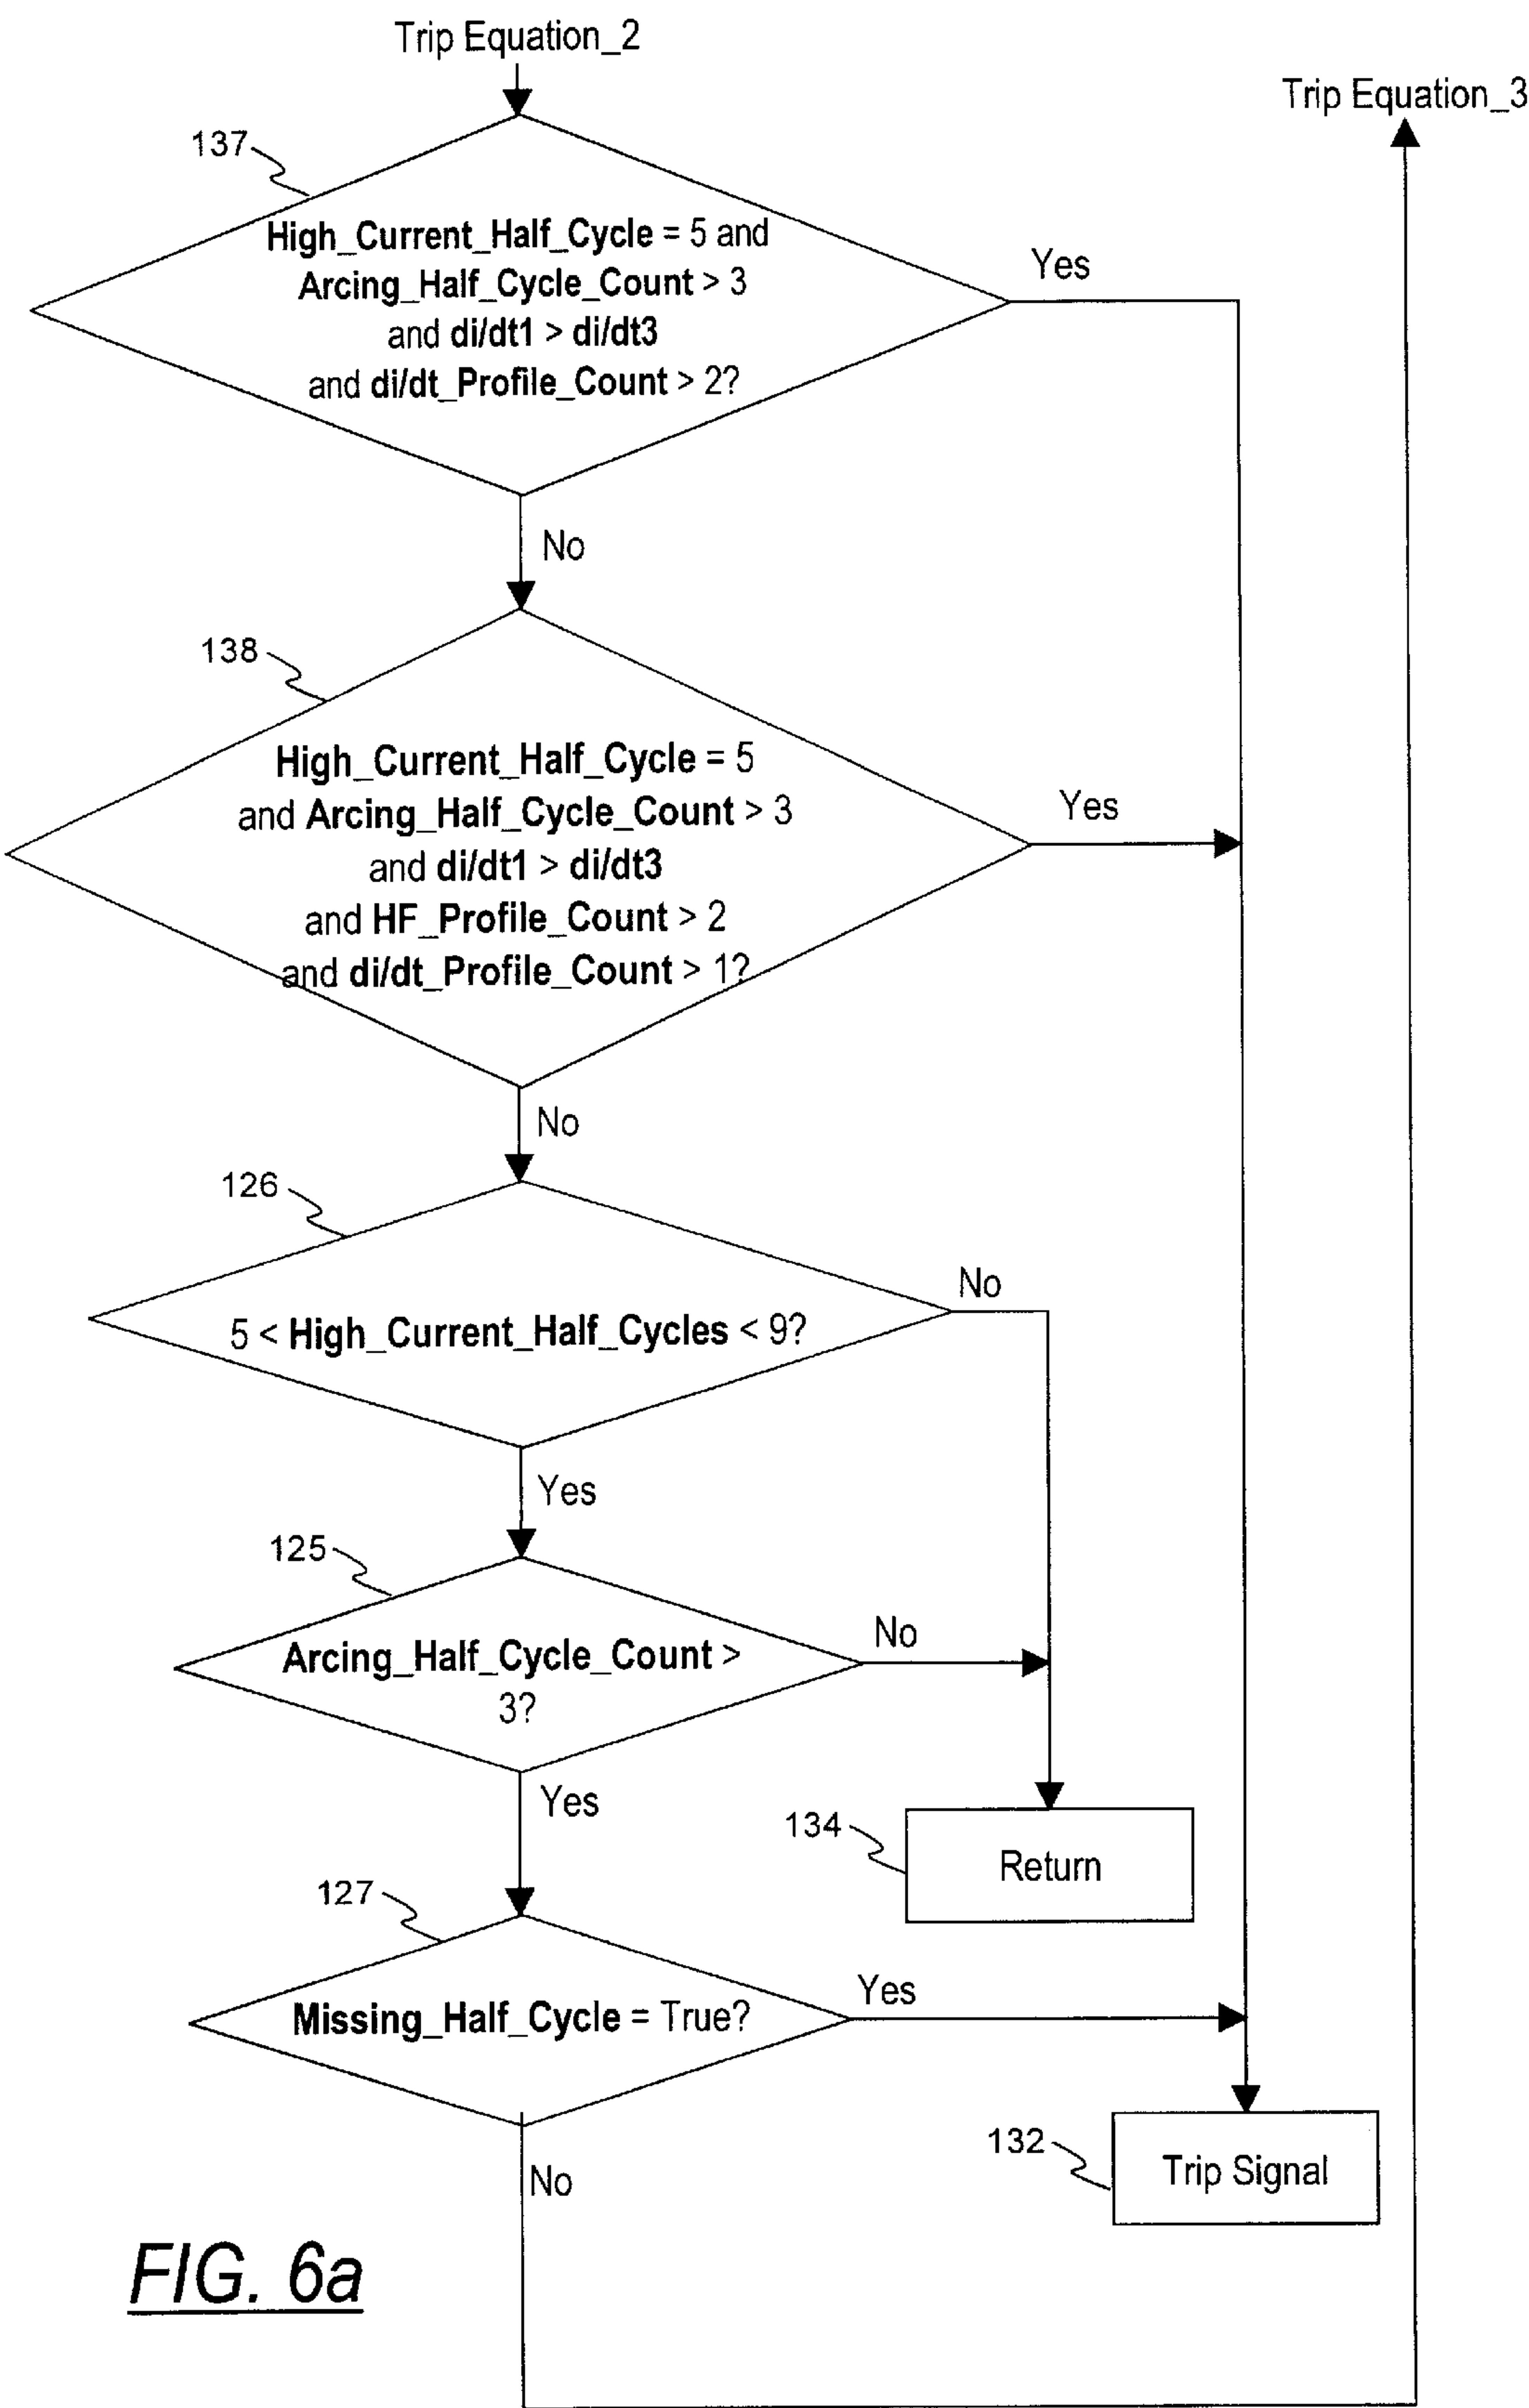 Trip Equation_2
Trip Equation_3
137
High_Current_Half_Cycle = 5 and
Arcing_Half_Cycle_Count > 3
and di/dt1 > di/dt3
and di/dt_Profile_Count > 2?
Yes
No
138
High_Current_Half_Cycle = 5
and Arcing_Half_Cycle_Count > 3
and di/dt1 > di/dt3
and HF_Profile_Count > 2
and di/dt_Profile_Count > 1?
Yes
No
126
5 < High_Current_Half_Cycles < 9?
No
Yes
125
Arcing_Half_Cycle_Count >
3?
No
Yes
134
Return
127
Missing_Half_Cycle = True?
Yes
No
132
Trip Signal
FIG. 6a